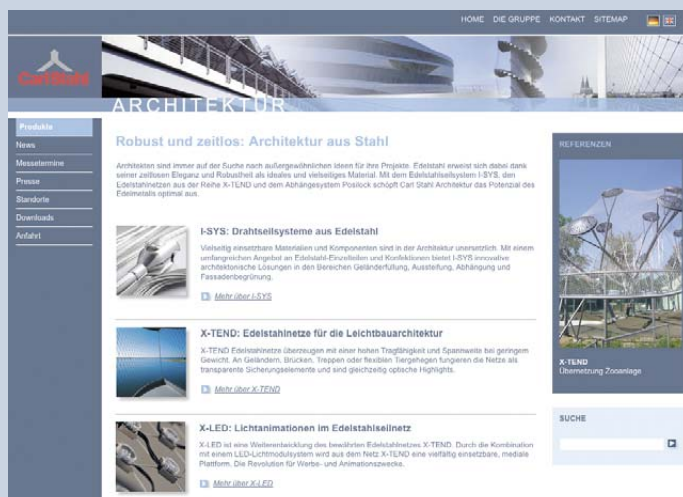 HOME DIE GRUPPE KONTAKT SITEMAP
Carl Stahl
ARCHITEKTUR
Produkte
News
Messetermine
Presse
Standorte
Downloads
Anfahrt
Robust und zeitlos: Architektur aus Stahl
Architekten sind immer auf der Suche nach außergewöhnlichen Ideen für ihre Projekte. Edelstahl erweist sich dabei dank
seiner zeitlosen Eleganz und Robustheit als ideales und vielseitiges Material. Mit dem Edelstahlseilsystem I-SYS, den
Edelstahlnetzen aus der Reihe X-TEND und dem Abhängesystem Posilock schöpft Carl Stahl Architektur das Potenzial des
Edelmetalls optimal aus.
I-SYS: Drahtseilsysteme aus Edelstahl
Vielseitig einsetzbare Materialien und Komponenten sind in der Architektur unersetzlich. Mit einem
umfangreichen Angebot an Edelstahl-Einzelteilen und Konfektionen bietet I-SYS innovative
architektonische Lösungen in den Bereichen Geländerfüllung, Aussteifung, Abhängung und
Fassadenbegrünung.
Mehr über I-SYS
X-TEND: Edelstahlnetze für die Leichtbauarchitektur
X-TEND Edelstahlnetze überzeugen mit einer hohen Tragfähigkeit und Spannweite bei geringem
Gewicht. An Geländern, Brücken, Treppen oder flexiblen Tiergehegen fungieren die Netze als
transparente Sicherungselemente und sind gleichzeitig optische Highlights.
Mehr über X-TEND
X-LED: Lichtanimationen im Edelstahlseilnetz
X-LED ist eine Weiterentwicklung des bewährten Edelstahlnetzes X-TEND. Durch die Kombination
mit einem LED-Lichtmodulsystem wird aus dem Netz X-TEND eine vielfältig einsetzbare, mediale
Plattform. Die Revolution für Werbe- und Animationszwecke.
Mehr über X-LED
REFERENZEN
X-TEND
Übernetzung Zooanlage
SUCHE